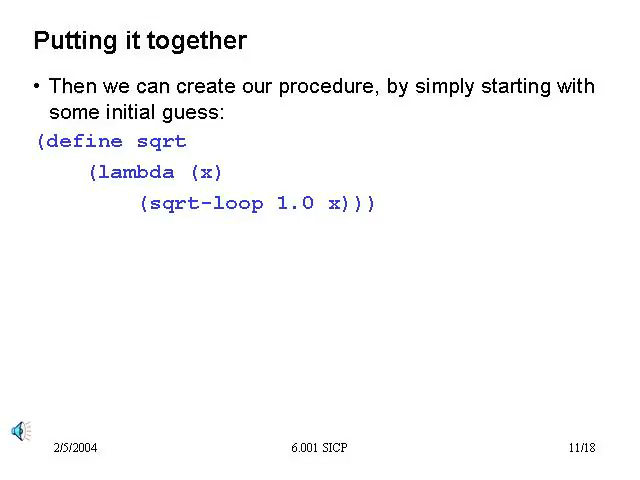 Putting it together
• Then we can create our procedure, by simply starting with
some initial guess:
(define sqrt
(lambda (x)
(sqrt-loop 1.0 x)))
2/5/2004
6.001 SICP
11/18